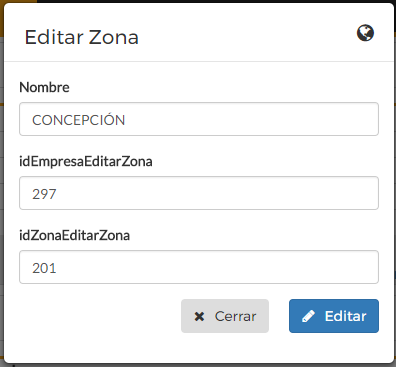 Editar Zona
Nombre
CONCEPCIÓN
idEmpresaEditarZona
297
idZonaEditarZona
201
Cerrar
Editar